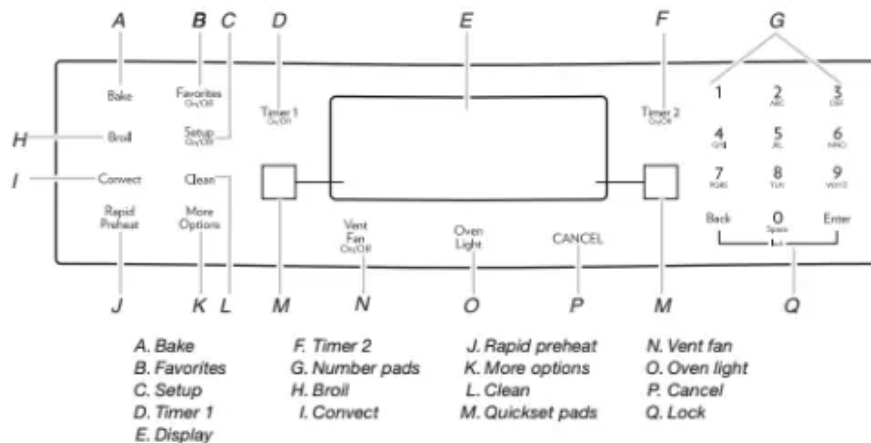 A B C D E F G
Bake Favorites On/Off Timer 1 On/Off Timer 2 On/Off 1 2 ABC 3 DEF
H Broil Setup On/Off 4 GHI 5 JKL 6 MNO
I Convect Clean 7 PQRS 8 TUV 9 WXYZ
Rapid Preheat More Options Vent Fan On/Off Oven Light CANCEL Back 0 Space Enter
J K L M N O P M Q
A. Bake F. Timer 2 J. Rapid preheat N. Vent fan
B. Favorites G. Number pads K. More options O. Oven light
C. Setup H. Broil L. Clean P. Cancel
D. Timer 1 I. Convect M. Quickset pads Q. Lock
E. Display